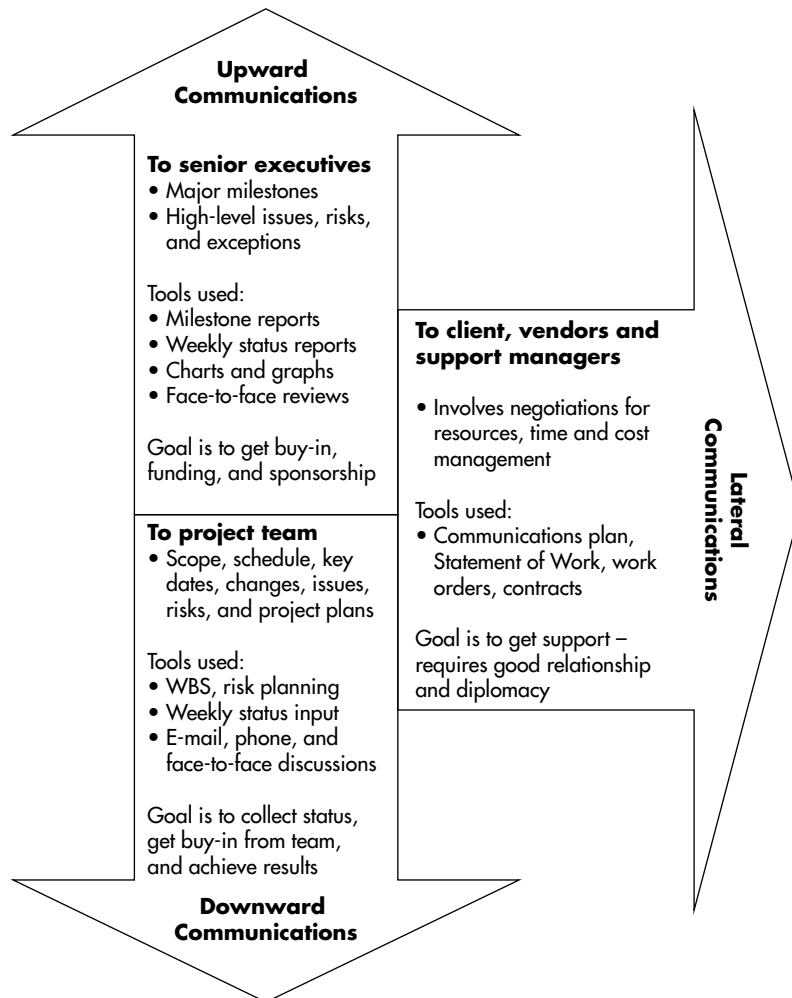 Upward
Communications
To senior executives
• Major milestones
• High-level issues, risks,
and exceptions
Tools used:
• Milestone reports
• Weekly status reports
• Charts and graphs
• Face-to-face reviews
Goal is to get buy-in,
funding, and sponsorship
To project team
• Scope, schedule, key
dates, changes, issues,
risks, and project plans
Tools used:
• WBS, risk planning
• Weekly status input
• E-mail, phone, and
face-to-face discussions
Goal is to collect status,
get buy-in from team,
and achieve results
Downward
Communications
To client, vendors and
support managers
• Involves negotiations for
resources, time and cost
management
Tools used:
• Communications plan,
Statement of Work, work
orders, contracts
Goal is to get support –
requires good relationship
and diplomacy
Lateral
Communications